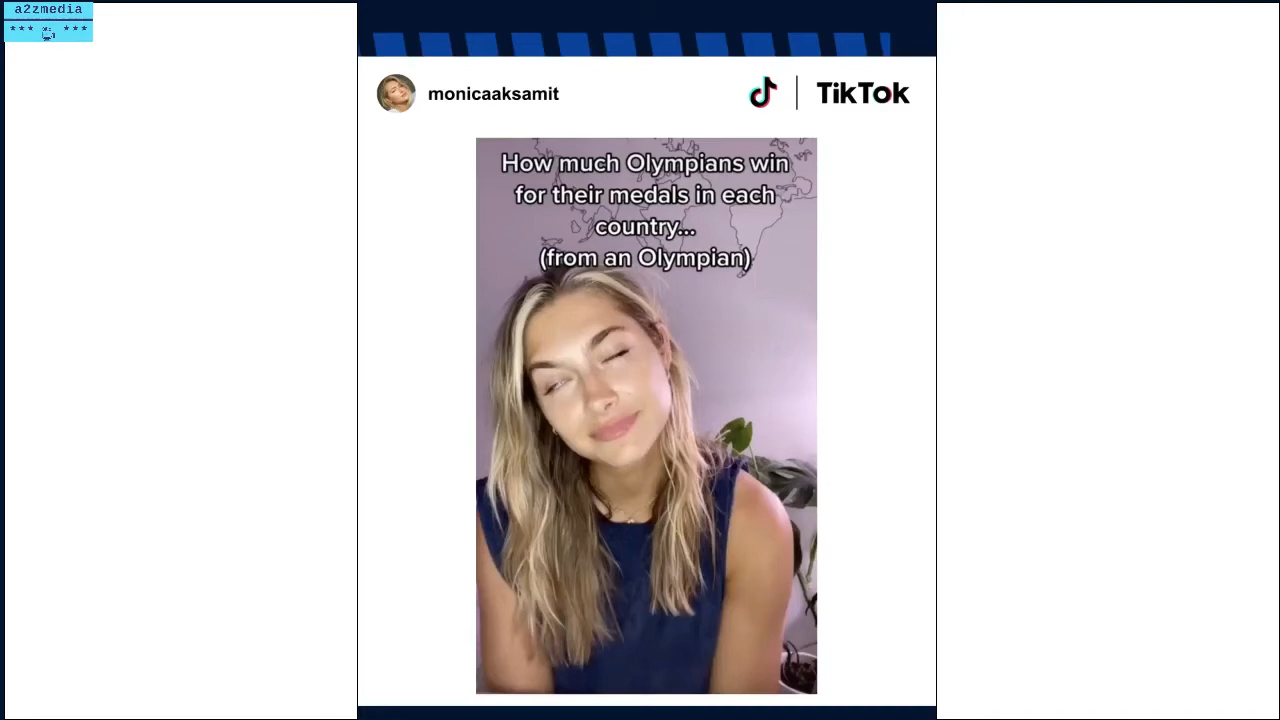 a2zmedia
*** ***
monicaaksamit
TikTok
How much Olympians win
for their medals in each
country...
(from an Olympian)